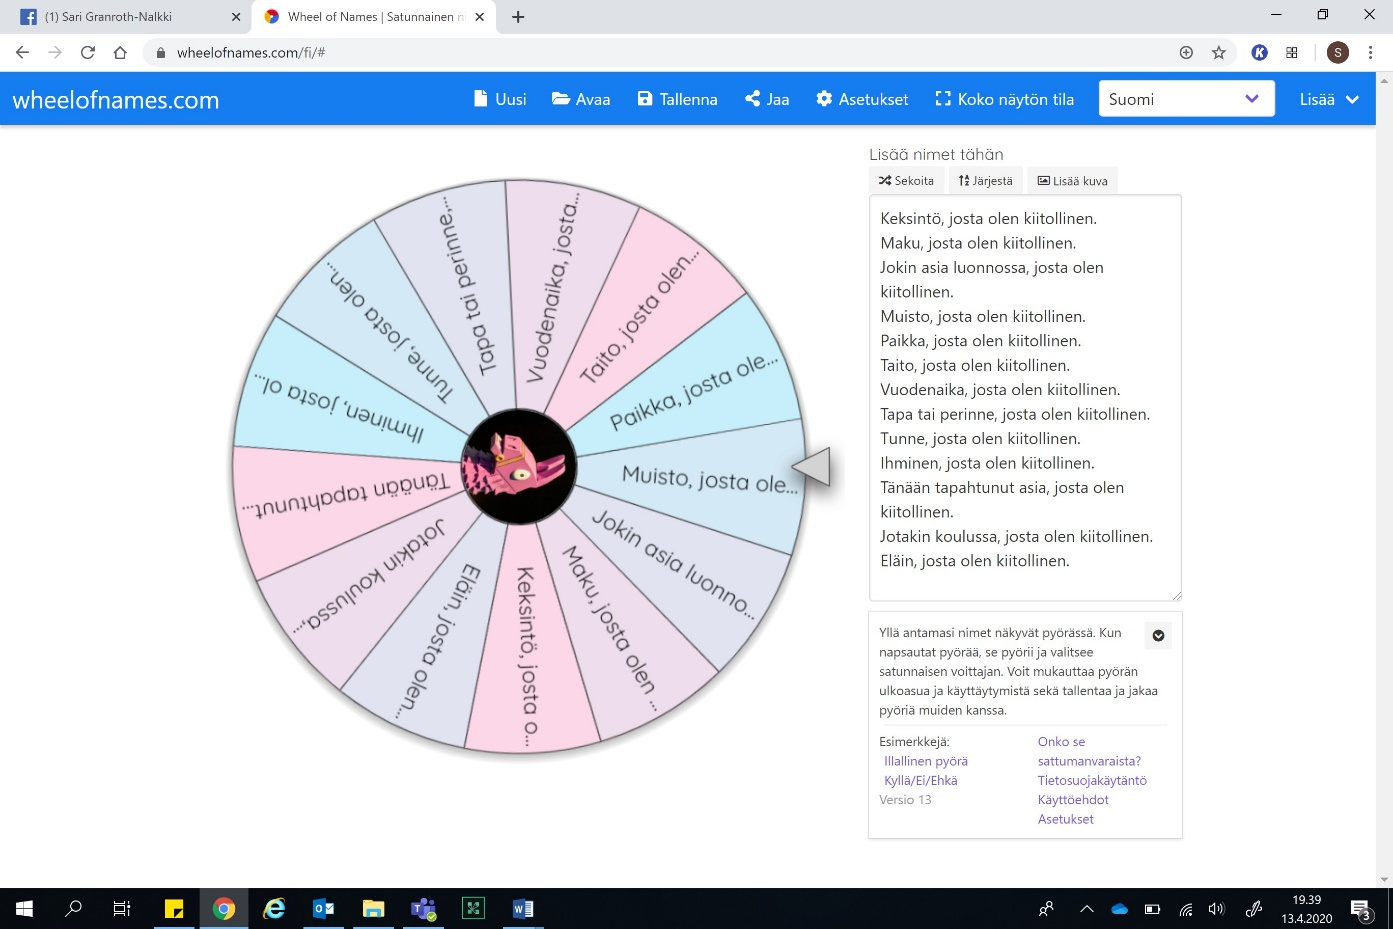 (1) Sari Granroth-Nalkki
Wheel of Names | Satunnainen n
wheelofnames.com/fi/#
S
wheelofnames.com
Uusi
Avaa
Tallenna
Jaa
Asetukset
Koko näytön tila
Suomi
Lisää
Vuodenaika, josta...
Taito, josta olen...
Paikka, josta ole...
Muisto, josta ole...
Jokin asia luonno...
Maku, josta olen ...
Keksintö, josta o...
Eläin, josta olen...
Jotakin koulussa,...
Tänään tapahtunut...
Ihminen, josta ol...
Tunne, josta olen...
Tapa tai perinne,...
Lisää nimet tähän
Sekoita
Järjestä
Lisää kuva
Keksintö, josta olen kiitollinen.
Maku, josta olen kiitollinen.
Jokin asia luonnossa, josta olen
kiitollinen.
Muisto, josta olen kiitollinen.
Paikka, josta olen kiitollinen.
Taito, josta olen kiitollinen.
Vuodenaika, josta olen kiitollinen.
Tapa tai perinne, josta olen kiitollinen.
Tunne, josta olen kiitollinen.
Ihminen, josta olen kiitollinen.
Tänään tapahtunut asia, josta olen
kiitollinen.
Jotakin koulussa, josta olen kiitollinen.
Eläin, josta olen kiitollinen.
Yllä antamasi nimet näkyvät pyörässä. Kun
napsautat pyörää, se pyörii ja valitsee
satunnaisen voittajan. Voit mukauttaa pyörän
ulkoasua ja käyttäytymistä sekä tallentaa ja jakaa
pyöriä muiden kanssa.
Esimerkkejä:
Illallinen pyörä
Kyllä/Ei/Ehkä
Versio 13
Onko se
sattumanvaraista?
Tietosuojakäytäntö
Käyttöehdot
Asetukset
19.39
13.4.2020
3